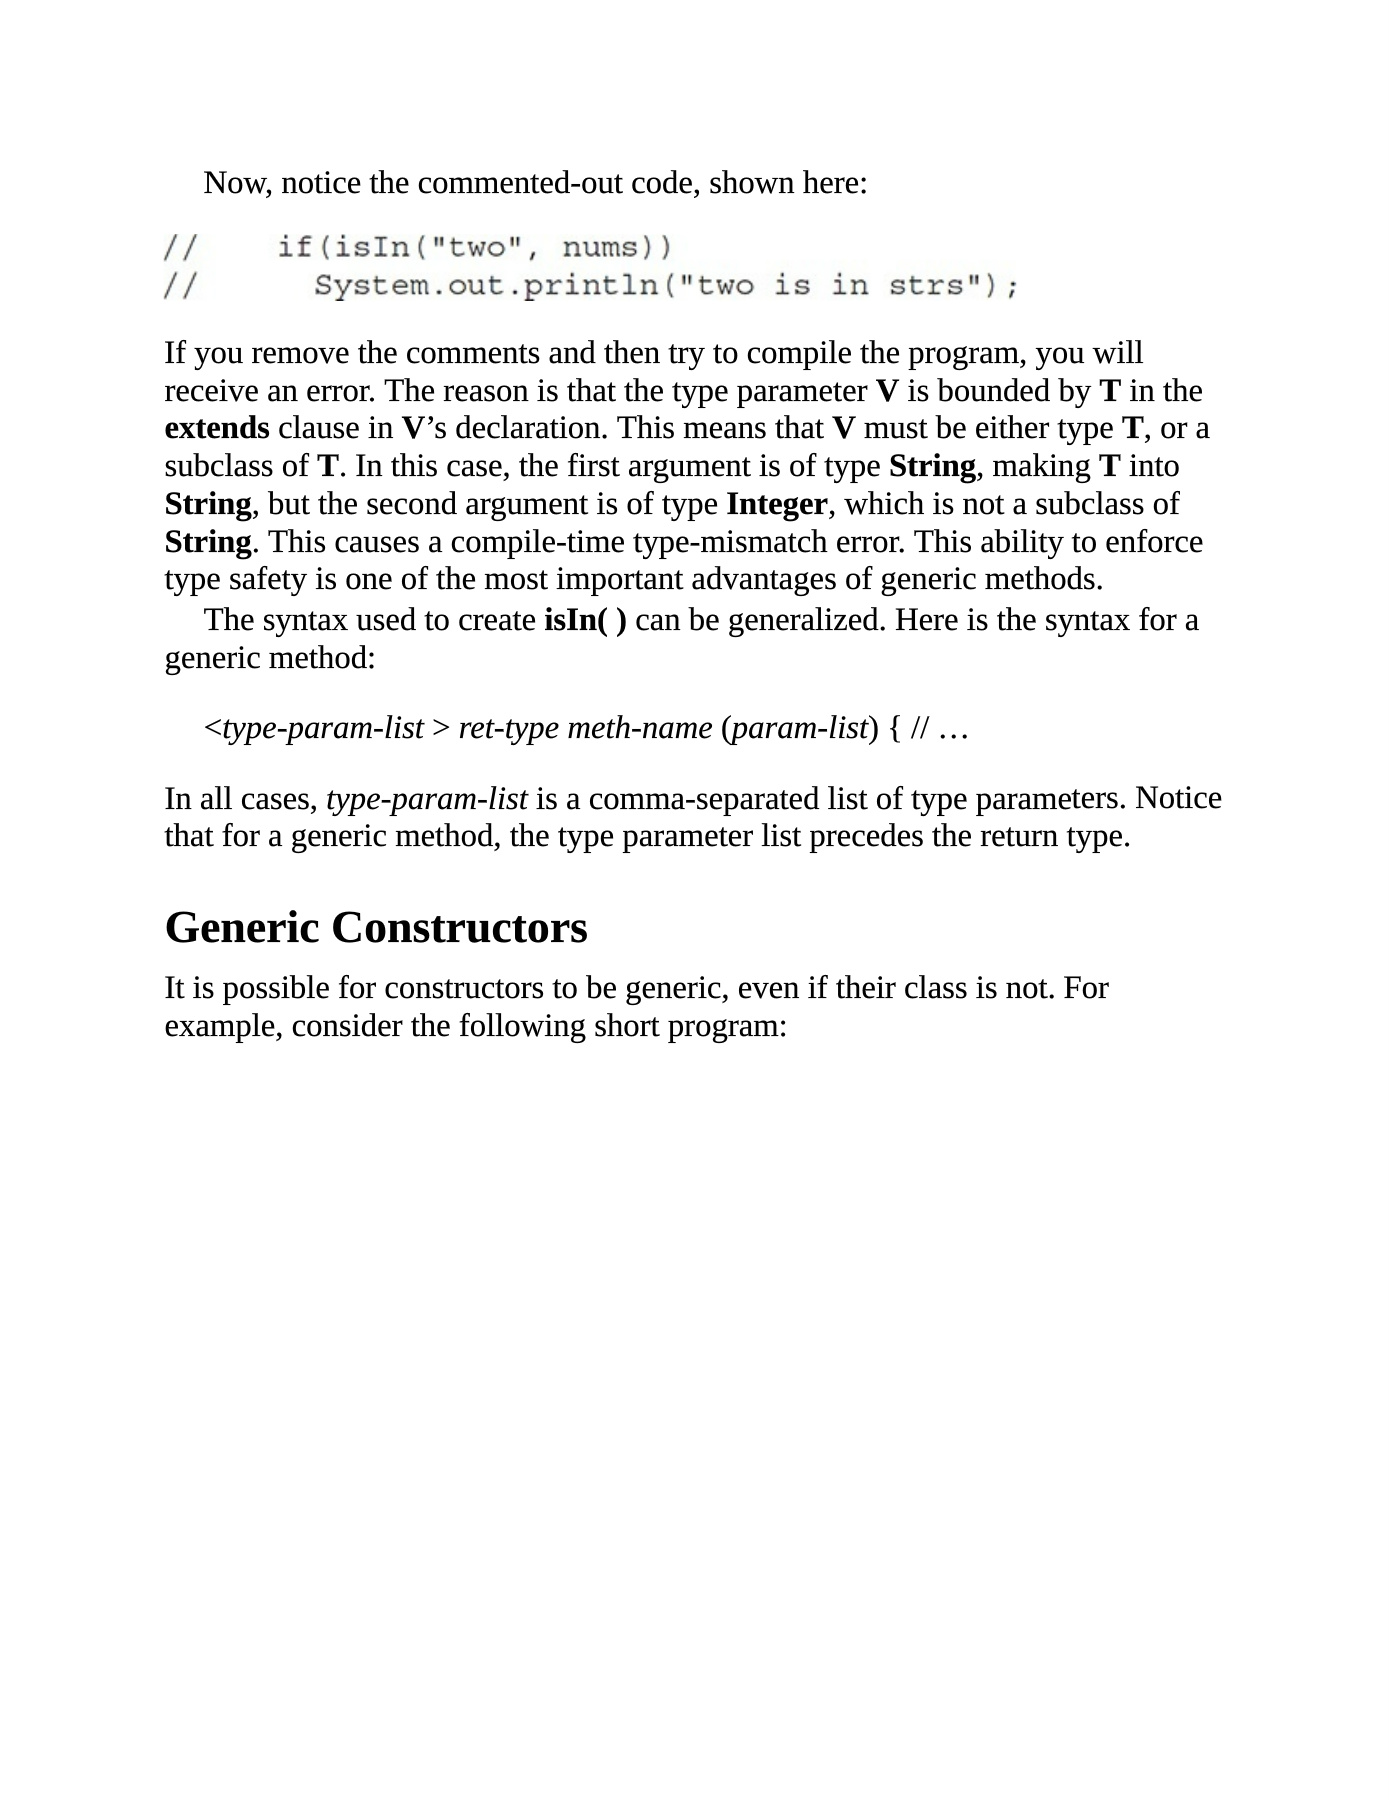 Now, notice the commented-out code, shown here:
//    if(isIn("two", nums))
//      System.out.println("two is in strs");
If you remove the comments and then try to compile the program, you will
receive an error. The reason is that the type parameter V is bounded by T in the
extends clause in V’s declaration. This means that V must be either type T, or a
subclass of T. In this case, the first argument is of type String, making T into
String, but the second argument is of type Integer, which is not a subclass of
String. This causes a compile-time type-mismatch error. This ability to enforce
type safety is one of the most important advantages of generic methods.
The syntax used to create isIn( ) can be generalized. Here is the syntax for a
generic method:
<type-param-list > ret-type meth-name (param-list) { // …
In all cases, type-param-list is a comma-separated list of type parameters. Notice
that for a generic method, the type parameter list precedes the return type.
Generic Constructors
It is possible for constructors to be generic, even if their class is not. For
example, consider the following short program: